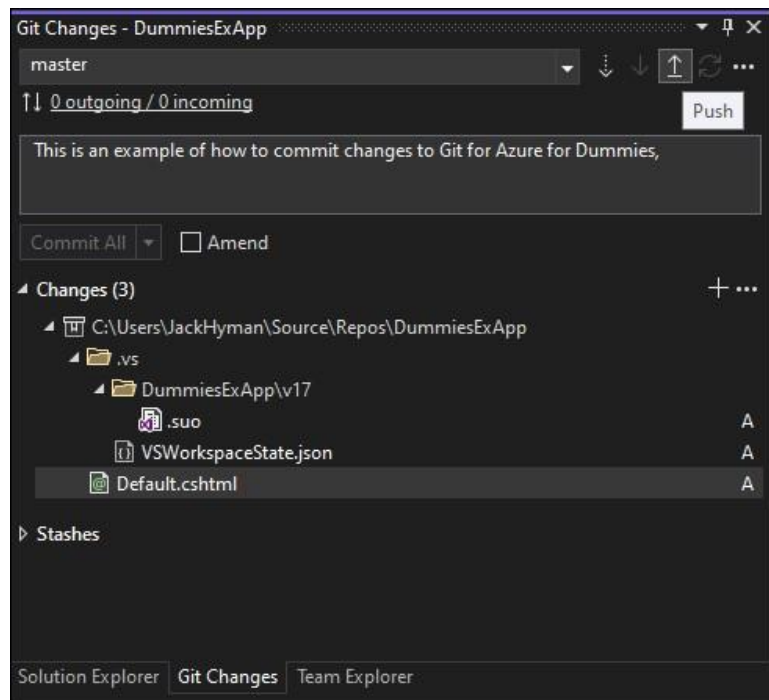 Git Changes - DummiesExApp
master
0 outgoing / 0 incoming
Push
This is an example of how to commit changes to Git for Azure for Dummies,
Commit All
Amend
Changes (3)
C:\Users\JackHyman\Source\Repos\DummiesExApp
.vs
DummiesExApp\v17
.suo A
VSWorkspaceState.json A
Default.cshtml A
Stashes
Solution Explorer Git Changes Team Explorer